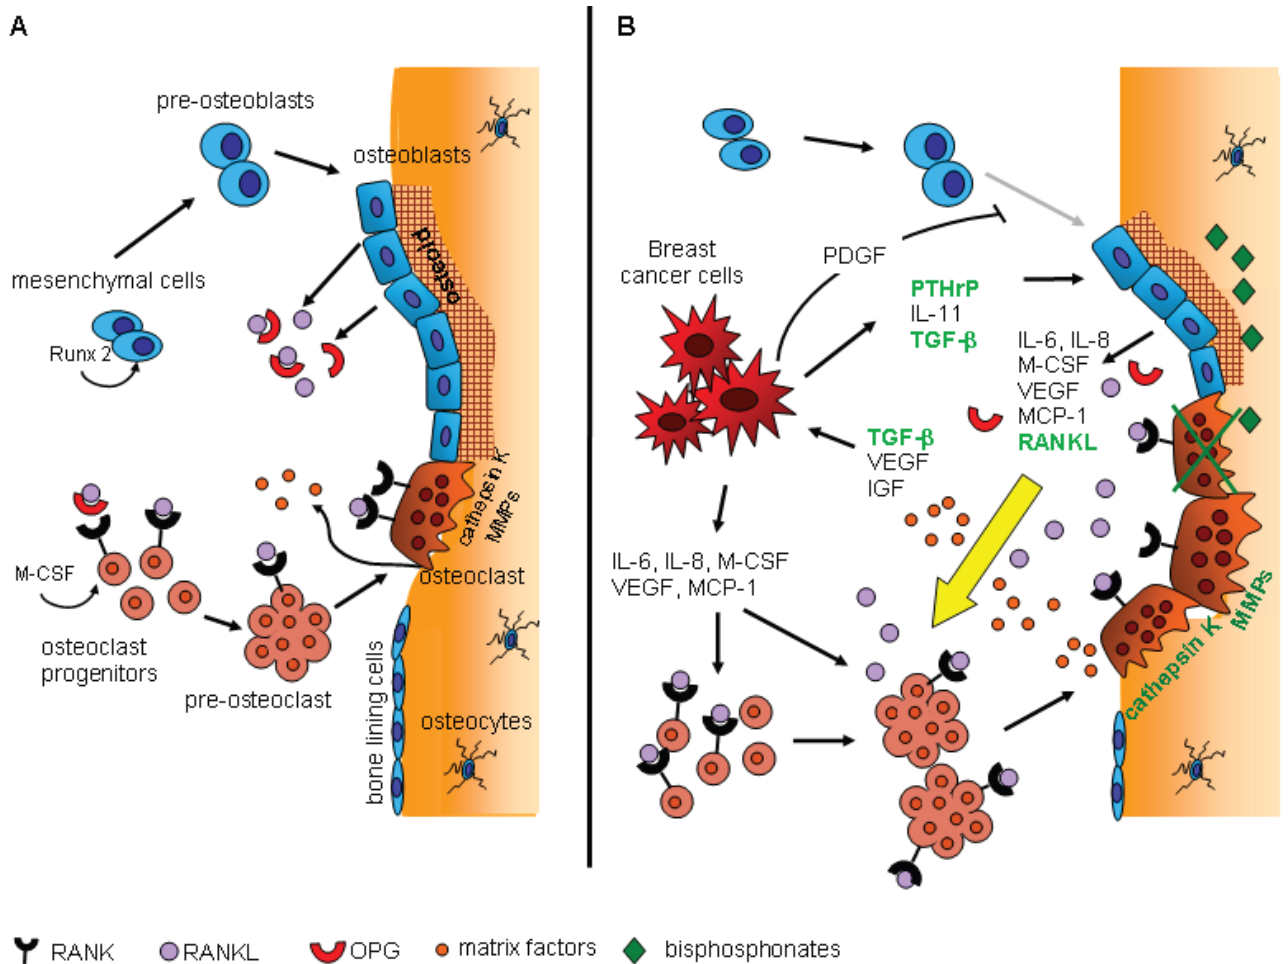 A
pre-osteoblasts
osteoblasts
osteoid
mesenchymal cells
Runx 2
cathepsin K
MMPs
M-CSF
osteoclast
osteoclast
progenitors
pre-osteoclast
bone lining cells
osteocytes
B
Breast
cancer cells
PDGF
PTHrP
IL-11
TGF-β
IL-6, IL-8
M-CSF
VEGF
MCP-1
RANKL
TGF-β
VEGF
IGF
IL-6, IL-8, M-CSF
VEGF, MCP-1
cathepsin K
MMPs
RANK
RANKL
OPG
matrix factors
bisphosphonates